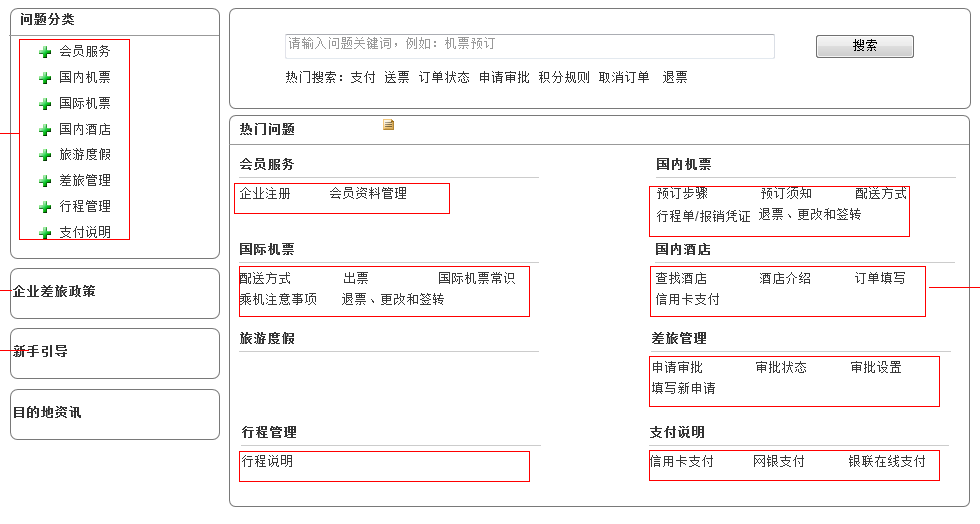 问题分类
会员服务
国内机票
国际机票
国内酒店
旅游度假
差旅管理
行程管理
支付说明
企业差旅政策
新手引导
目的地资讯
请输入问题关键词，例如：机票预订
搜索
热门搜索：支付 送票 订单状态 申请审批 积分规则 取消订单 退票
热门问题
会员服务
企业注册 会员资料管理
国内机票
预订步骤 预订须知 配送方式
行程单/报销凭证 退票、更改和签转
国际机票
配送方式 出票 国际机票常识
乘机注意事项 退票、更改和签转
国内酒店
查找酒店 酒店介绍 订单填写
信用卡支付
旅游度假
差旅管理
申请审批 审批状态 审批设置
填写新申请
行程管理
行程说明
支付说明
信用卡支付 网银支付 银联在线支付